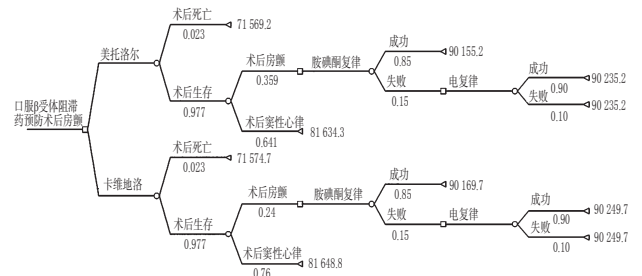 术后死亡
71 569.2
0.023
美托洛尔
成功
90 155.2
术后房颤
胺碘酮复律
0.85
成功
90 235.2
0.359
失败
电复律
0.90
术后生存
0.15
失败
90 235.2
0.977
0.10
口服β受体阻滞
药预防术后房颤
术后窦性心律
81 634.3
0.641
术后死亡
71 574.7
0.023
卡维地洛
成功
90 169.7
术后房颤
胺碘酮复律
0.85
成功
90 249.7
0.24
失败
电复律
0.90
术后生存
0.15
失败
90 249.7
0.977
0.10
术后窦性心律
81 648.8
0.76